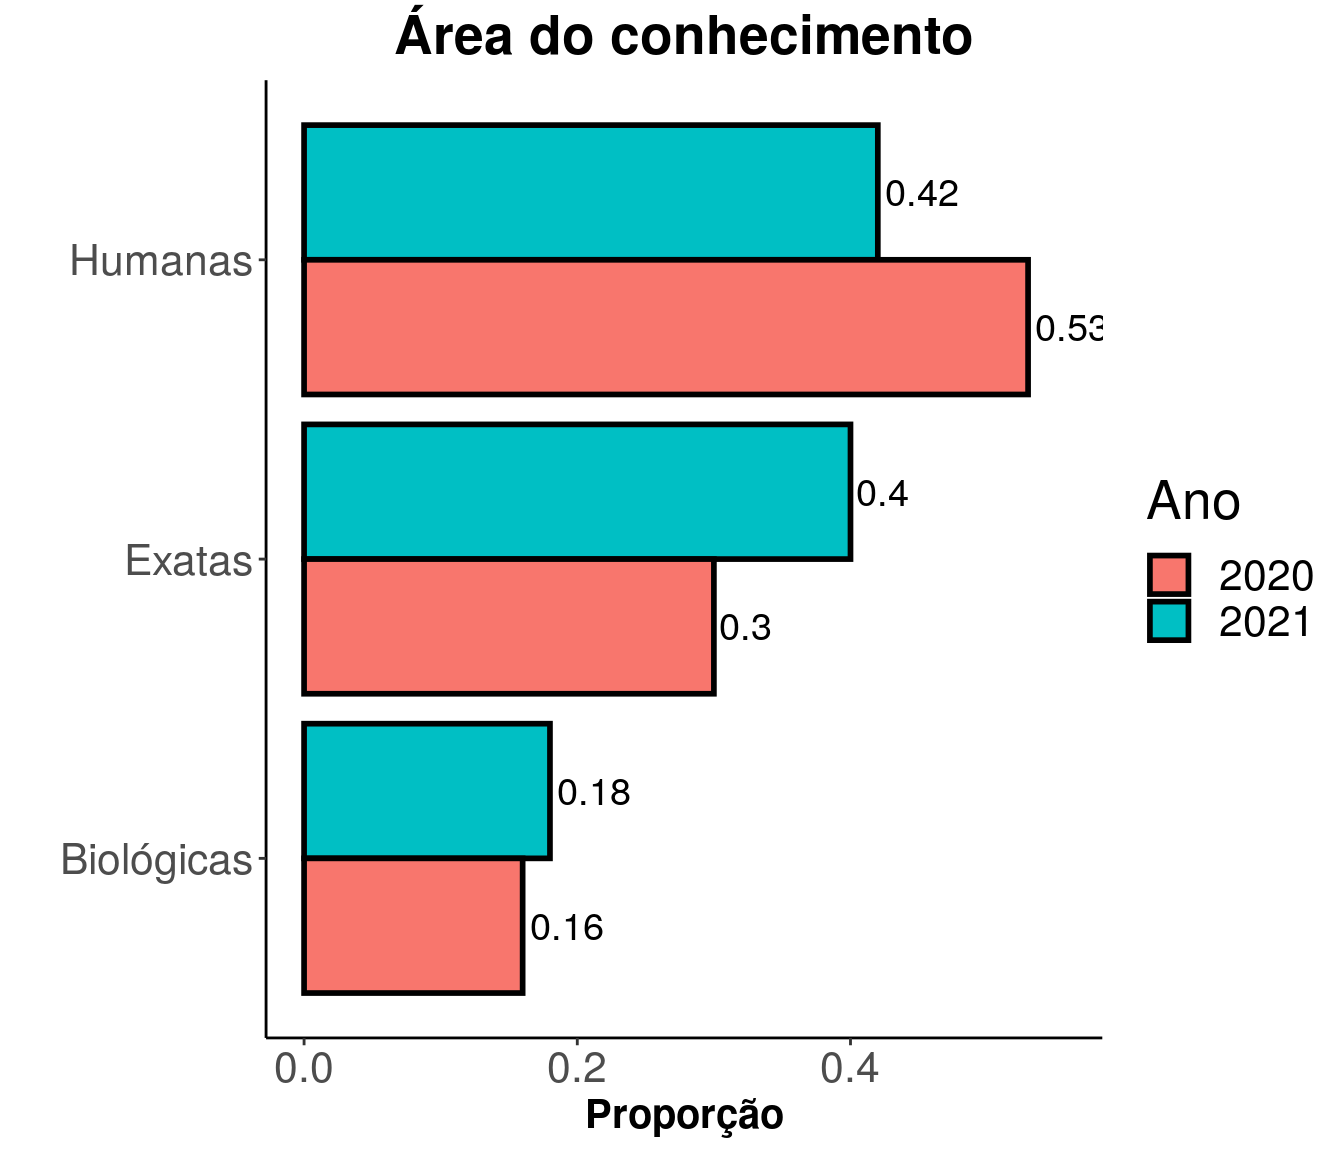 Área do conhecimento
Humanas
0.42
0.53
Exatas
0.4
0.3
Biológicas
0.18
0.16
0.0 0.2 0.4
Proporção
Ano
2020
2021